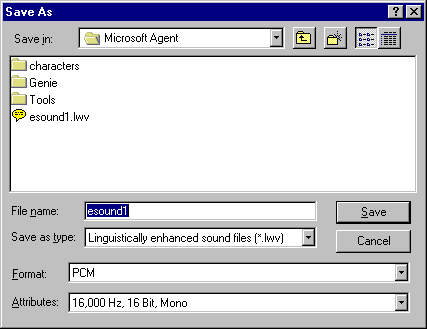 Save As
Save in: Microsoft Agent
characters
Genie
Tools
esound1.lwv
File name: esound1 Save
Save as type: Linguistically enhanced sound files (*.lwv) Cancel
Format: PCM
Attributes: 16,000 Hz, 16 Bit, Mono